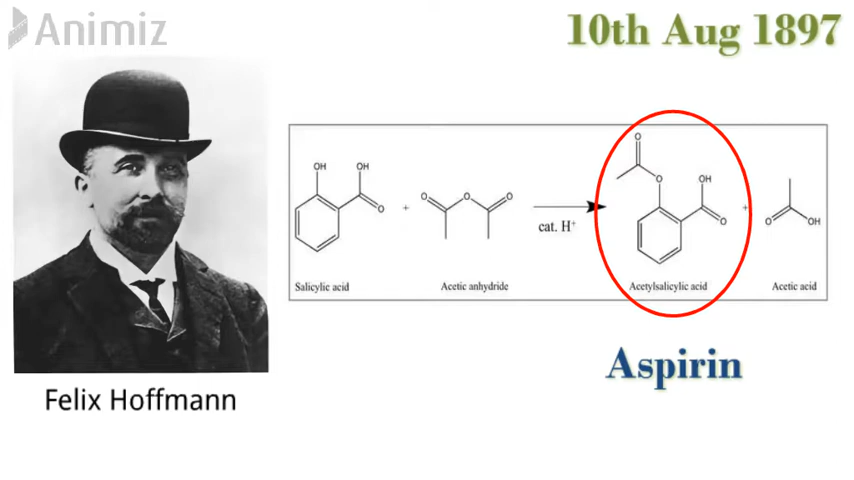 Animiz
10th Aug 1897
OH
OH
O
+
O
O
O
cat. H⁺
O
O
OH
O
+
O
OH
Salicylic acid
Acetic anhydride
Acetylsalicylic acid
Acetic acid
Aspirin
Felix Hoffmann